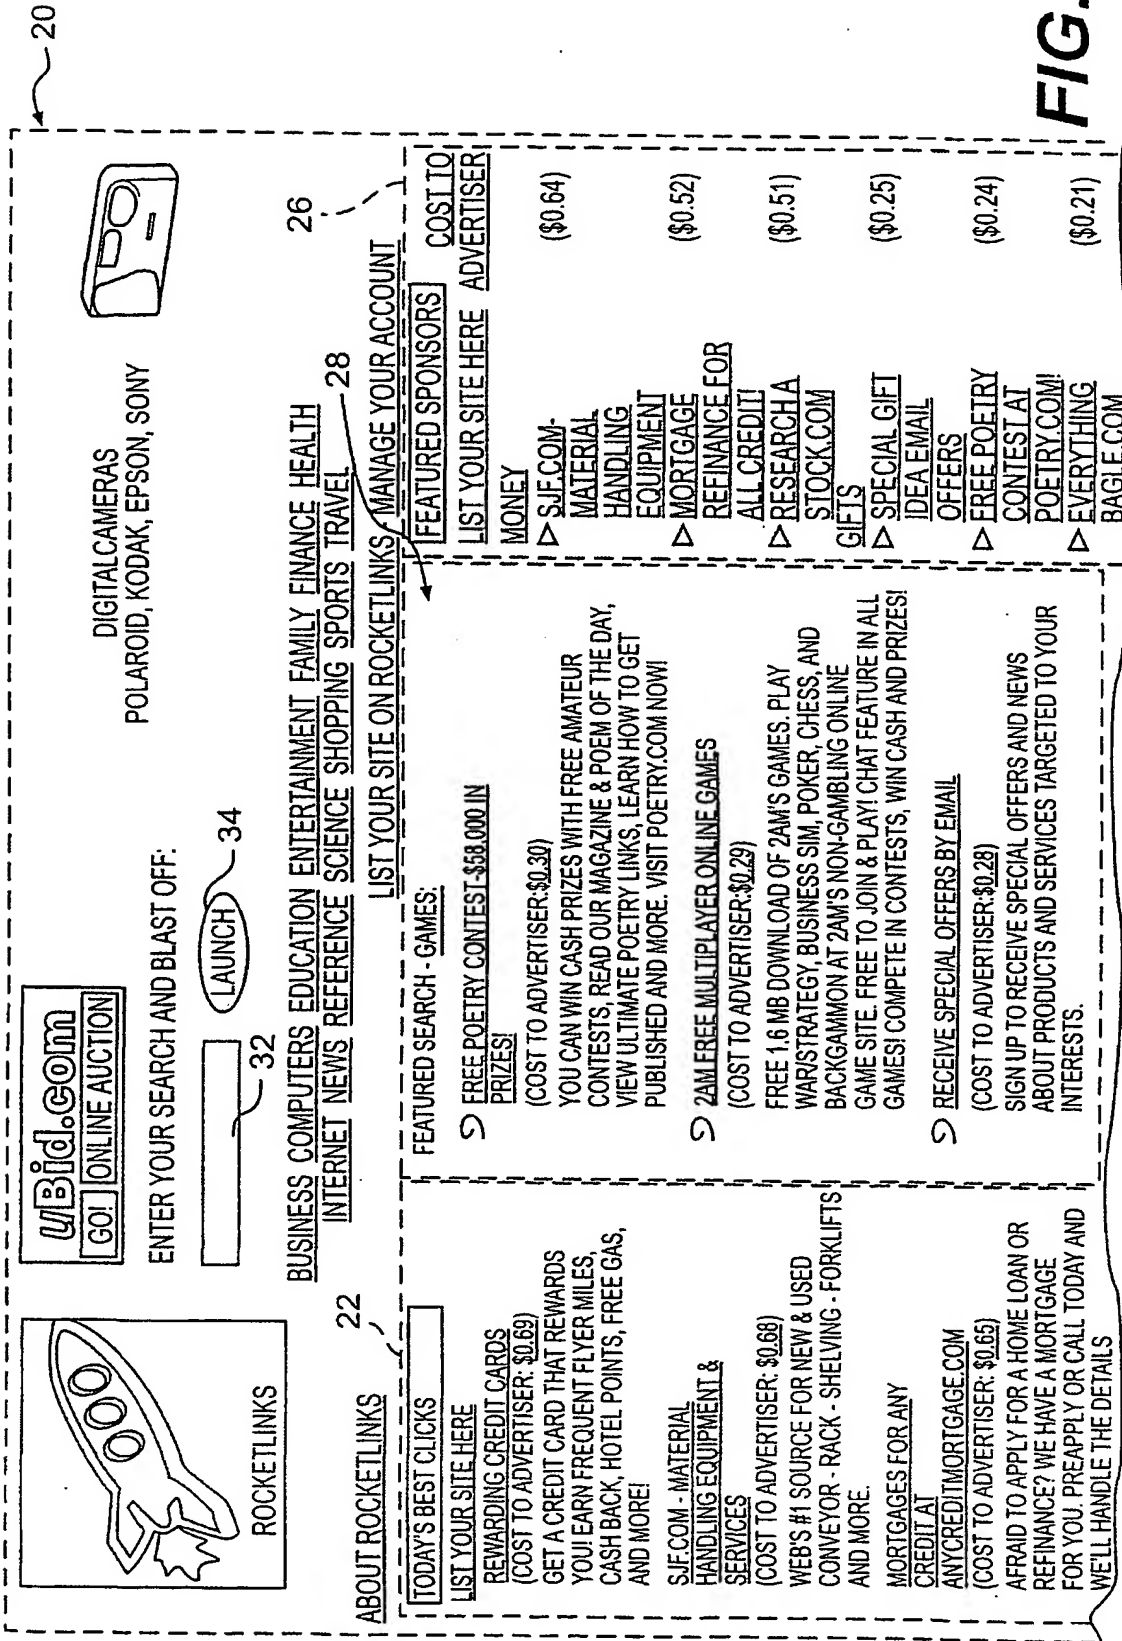 20
uBid.com
GO! ONLINE AUCTION
DIGITALCAMERAS
POLAROID, KODAK, EPSON, SONY
ENTER YOUR SEARCH AND BLAST OFF:
LAUNCH
34
32
ROCKETLINKS
BUSINESS COMPUTERS EDUCATION ENTERTAINMENT FAMILY FINANCE HEALTH
INTERNET NEWS REFERENCE SCIENCE SHOPPING SPORTS TRAVEL
ABOUT ROCKETLINKS
LIST YOUR SITE ON ROCKETLINKS - MANAGE YOUR ACCOUNT
22
28
26
TODAY'S BEST CLICKS
LIST YOUR SITE HERE
REWARDING CREDIT CARDS
(COST TO ADVERTISER: $0.69)
GET A CREDIT CARD THAT REWARDS
YOU! EARN FREQUENT FLYER MILES,
CASH BACK, HOTEL POINTS, FREE GAS,
AND MORE!
SJF.COM - MATERIAL
HANDLING EQUIPMENT &
SERVICES
(COST TO ADVERTISER: $0.68)
WEB'S #1 SOURCE FOR NEW & USED
CONVEYOR - RACK - SHELVING - FORKLIFTS
AND MORE.
MORTGAGES FOR ANY
CREDIT AT
ANYCREDITMORTGAGE.COM
(COST TO ADVERTISER: $0.65)
AFRAID TO APPLY FOR A HOME LOAN OR
REFINANCE? WE HAVE A MORTGAGE
FOR YOU. PREAPPLY OR CALL TODAY AND
WE'LL HANDLE THE DETAILS
FEATURED SEARCH - GAMES:
FREE POETRY CONTEST-$58,000 IN
PRIZES!
(COST TO ADVERTISER:$0.30)
YOU CAN WIN CASH PRIZES WITH FREE AMATEUR
CONTESTS, READ OUR MAGAZINE & POEM OF THE DAY,
VIEW ULTIMATE POETRY LINKS, LEARN HOW TO GET
PUBLISHED AND MORE. VISIT POETRY.COM NOW!
2AM FREE MULTIPLAYER ONLINE GAMES
(COST TO ADVERTISER:$0.29)
FREE 1.6 MB DOWNLOAD OF 2AM'S GAMES. PLAY
WAR/STRATEGY, BUSINESS SIM, POKER, CHESS, AND
BACKGAMMON AT 2AM'S NON-GAMBLING ONLINE
GAME SITE. FREE TO JOIN & PLAY! CHAT FEATURE IN ALL
GAMES! COMPETE IN CONTESTS, WIN CASH AND PRIZES!
RECEIVE SPECIAL OFFERS BY EMAIL
(COST TO ADVERTISER:$0.28)
SIGN UP TO RECEIVE SPECIAL OFFERS AND NEWS
ABOUT PRODUCTS AND SERVICES TARGETED TO YOUR
INTERESTS.
FEATURED SPONSORS COST TO
LIST YOUR SITE HERE ADVERTISER
MONEY
SJF.COM- ($0.64)
MATERIAL
HANDLING
EQUIPMENT
MORTGAGE ($0.52)
REFINANCE FOR
ALL CREDIT!
RESEARCH A ($0.51)
STOCK.COM
GIFTS
SPECIAL GIFT ($0.25)
IDEA EMAIL
OFFERS
FREE POETRY ($0.24)
CONTEST AT
POETRY.COM!
EVERYTHING ($0.21)
BAGLE.COM
FIG.